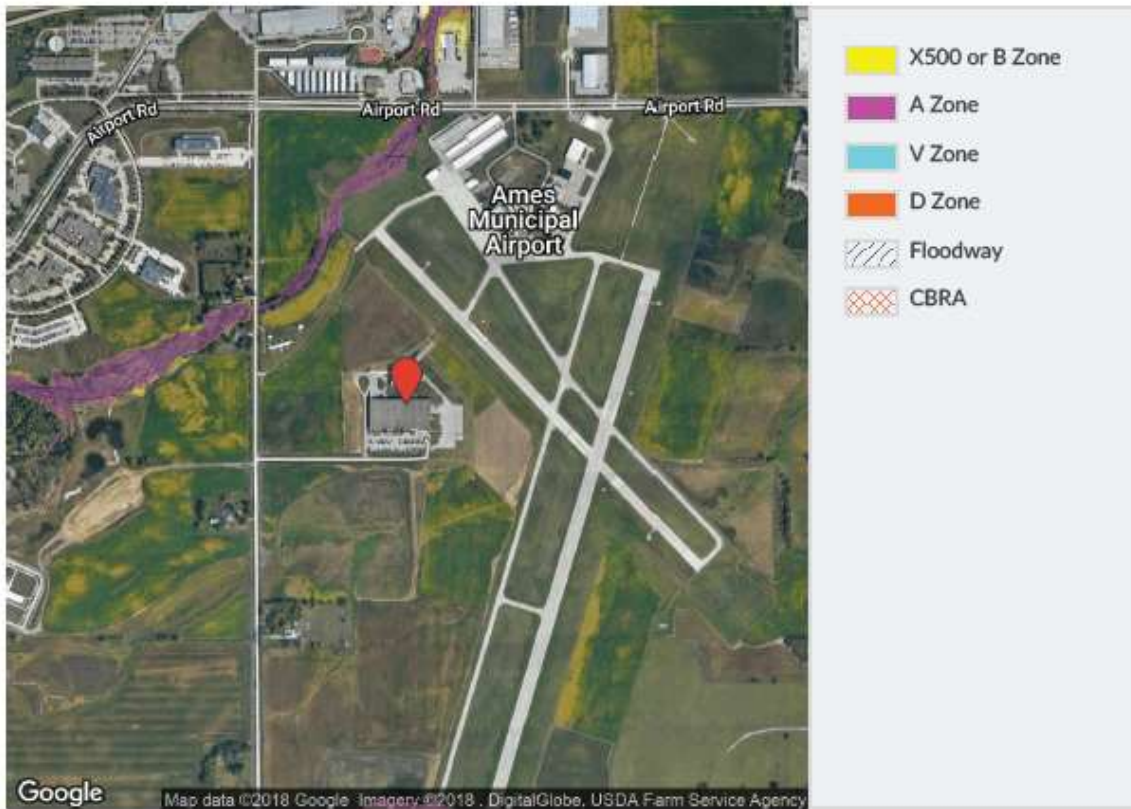 Airport Rd
Airport Rd
Airport Rd
Ames
Municipal
Airport
Google
Map data ©2018 Google Imagery ©2018 , DigitalGlobe, USDA Farm Service Agency
X500 or B Zone
A Zone
V Zone
D Zone
Floodway
CBRA